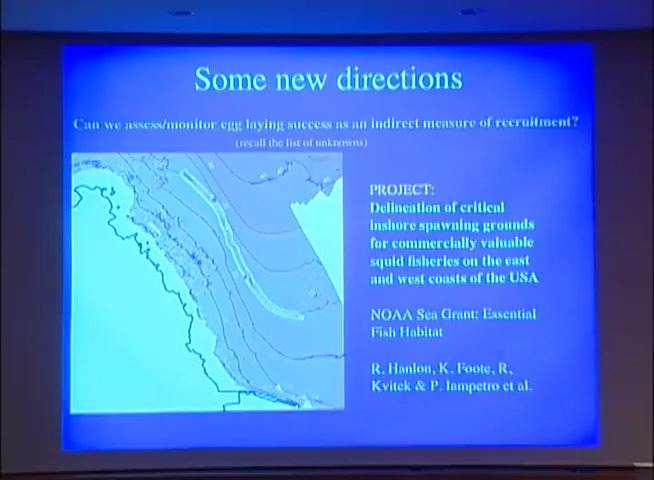 Some new directions
Can we assess/monitor egg laying success as an indirect measure of recruitment?
(recall the list of unknowns)
PROJECT:
Delineation of critical
inshore spawning grounds
for commercially valuable
squid fisheries on the east
and west coasts of the USA
NOAA Sea Grant: Essential
Fish Habitat
R. Hanlon, K. Foote, R.
Kvitek & P. Iampetro et al.